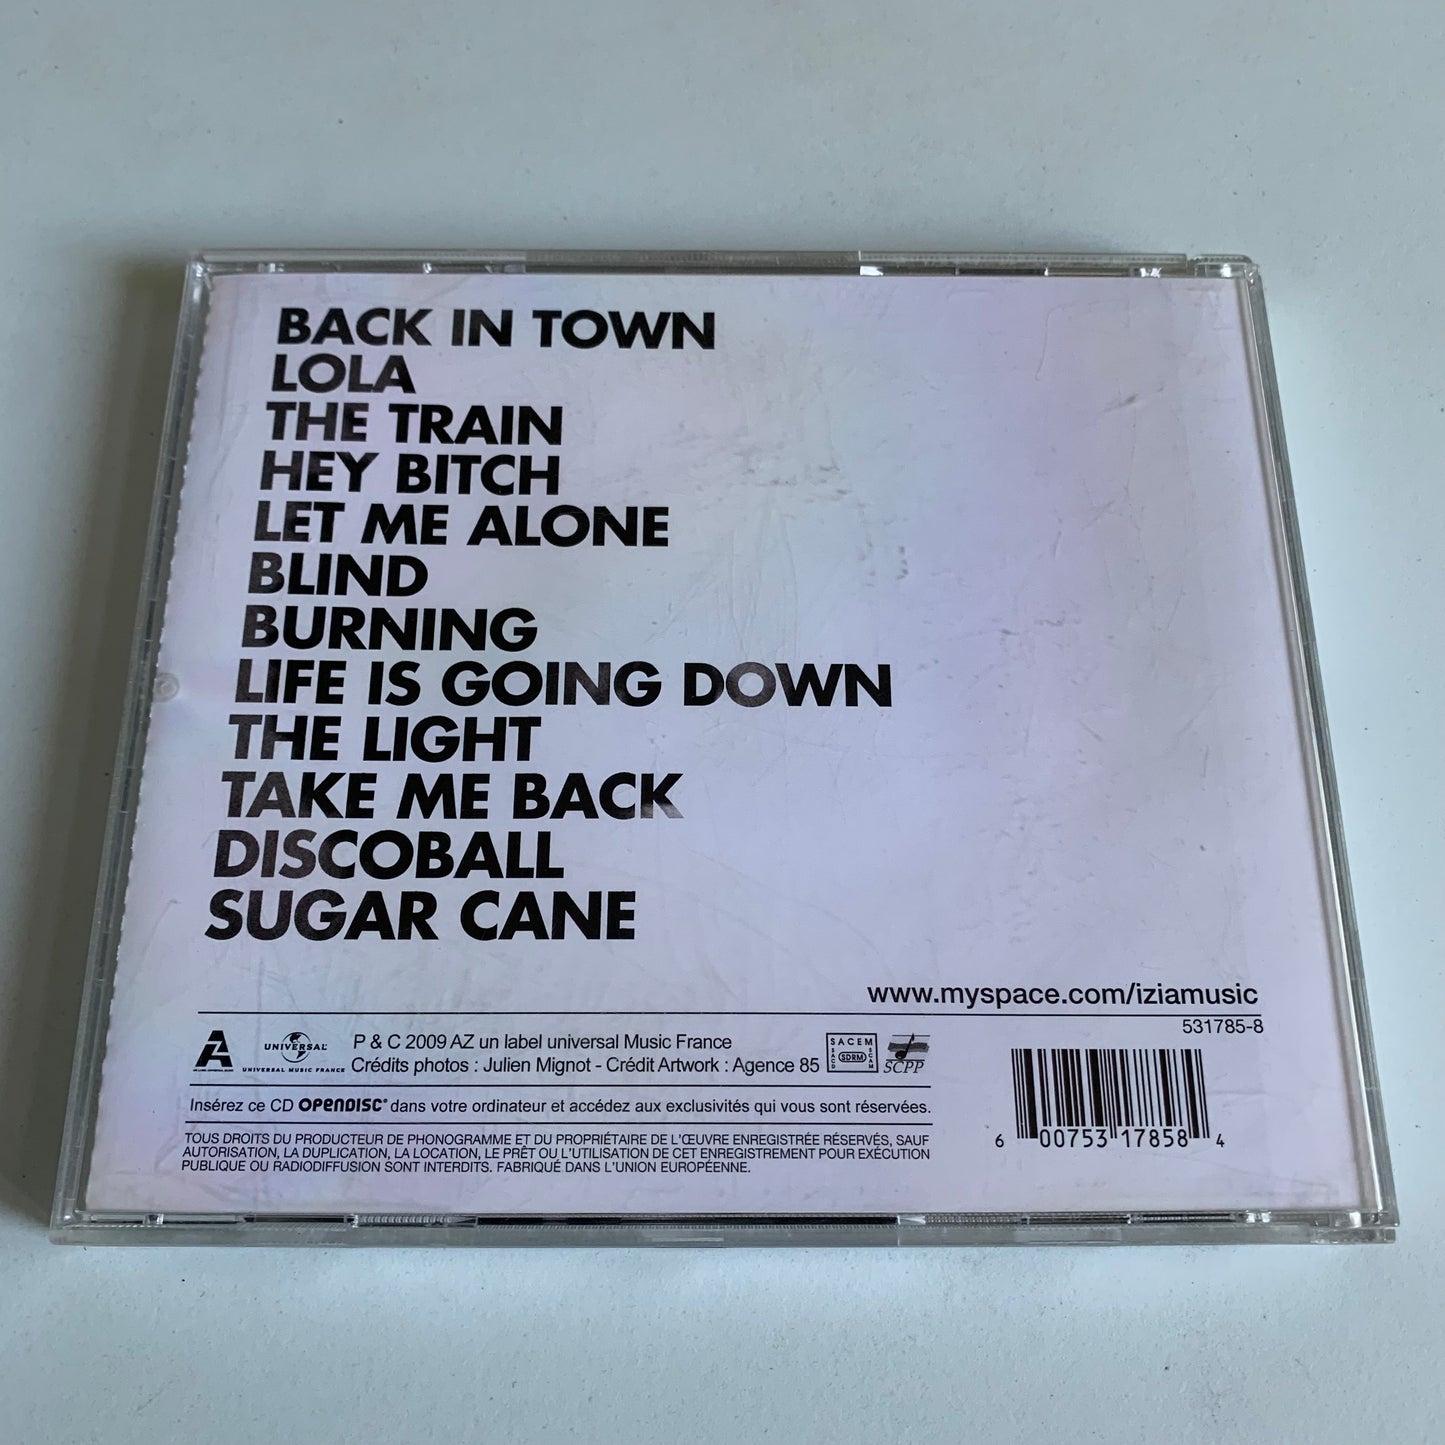 BACK IN TOWN
LOLA
THE TRAIN
HEY BITCH
LET ME ALONE
BLIND
BURNING
LIFE IS GOING DOWN
THE LIGHT
TAKE ME BACK
DISCOBALL
SUGAR CANE
www.myspace.com/iziamusic
531785-8
UNIVERSAL
UNIVERSAL MUSIC FRANCE
P & C 2009 AZ un label universal Music France
Crédits photos : Julien Mignot - Crédit Artwork : Agence 85
SACEM
SACD SDRM SCAM
SCPP
Insérez ce CD OPENDISC dans votre ordinateur et accédez aux exclusivités qui vous sont réservées.
TOUS DROITS DU PRODUCTEUR DE PHONOGRAMME ET DU PROPRIÉTAIRE DE L'ŒUVRE ENREGISTRÉE RÉSERVÉS, SAUF
AUTORISATION, LA DUPLICATION, LA LOCATION, LE PRÊT OU L'UTILISATION DE CET ENREGISTREMENT POUR EXÉCUTION
PUBLIQUE OU RADIODIFFUSION SONT INTERDITS. FABRIQUÉ DANS L'UNION EUROPÉENNE.
6 00753 17858 4